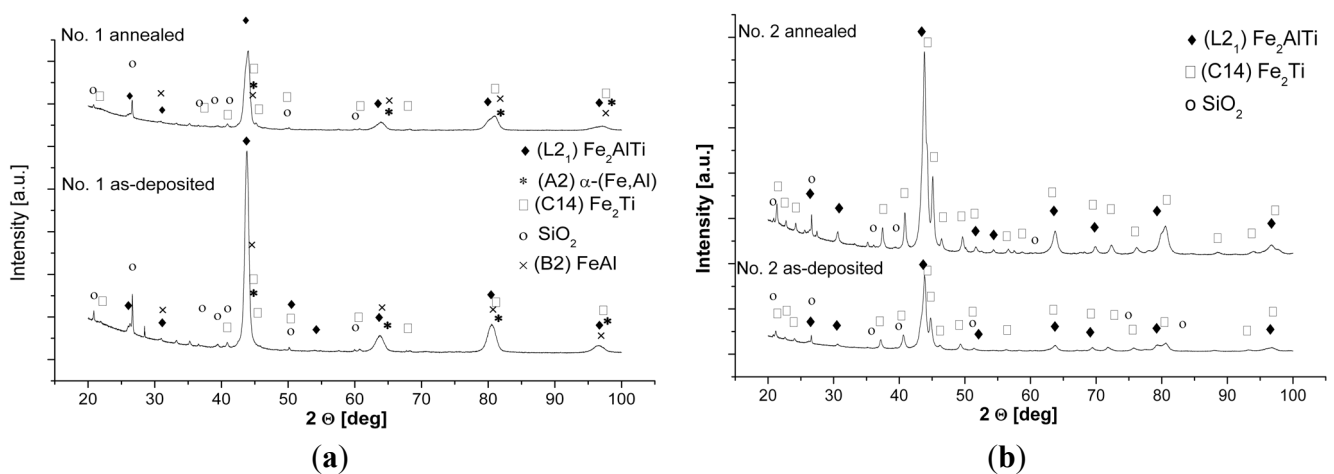 No. 1 annealed
No. 1 as-deposited
◆ (L2₁) Fe₂AlTi
* (A2) α-(Fe,Al)
□ (C14) Fe₂Ti
o SiO₂
× (B2) FeAl
Intensity [a.u.]
20 30 40 50 60 70 80 90 100
2 Θ [deg]
(a)
No. 2 annealed
◆ (L2₁) Fe₂AlTi
□ (C14) Fe₂Ti
o SiO₂
No. 2 as-deposited
Intensity [a.u.]
20 30 40 50 60 70 80 90 100
2 Θ [deg]
(b)